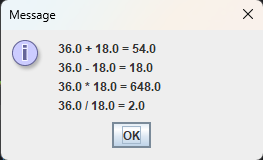 Message
36.0 + 18.0 = 54.0
36.0 - 18.0 = 18.0
36.0 * 18.0 = 648.0
36.0 / 18.0 = 2.0
OK